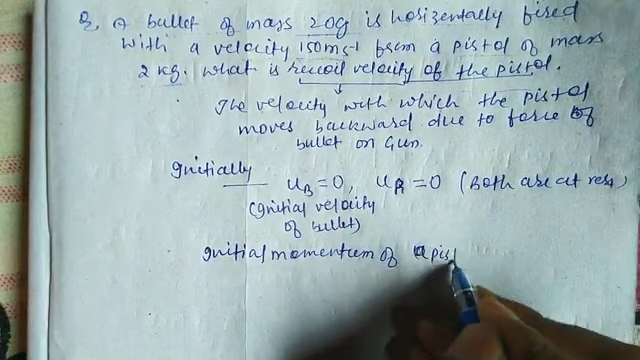 Q, A bullet of mass 20g is horizontally fired
with a velocity 150ms-1 from a pistol of mass
2 kg. what is recoil velocity of the pistol.
The velocity with which the pistol
moves backward due to force of
bullet on Gun.
Initially uB=0, uP=0 (Both are at rest)
(Initial velocity
of bullet)
Initial momentum of a pist